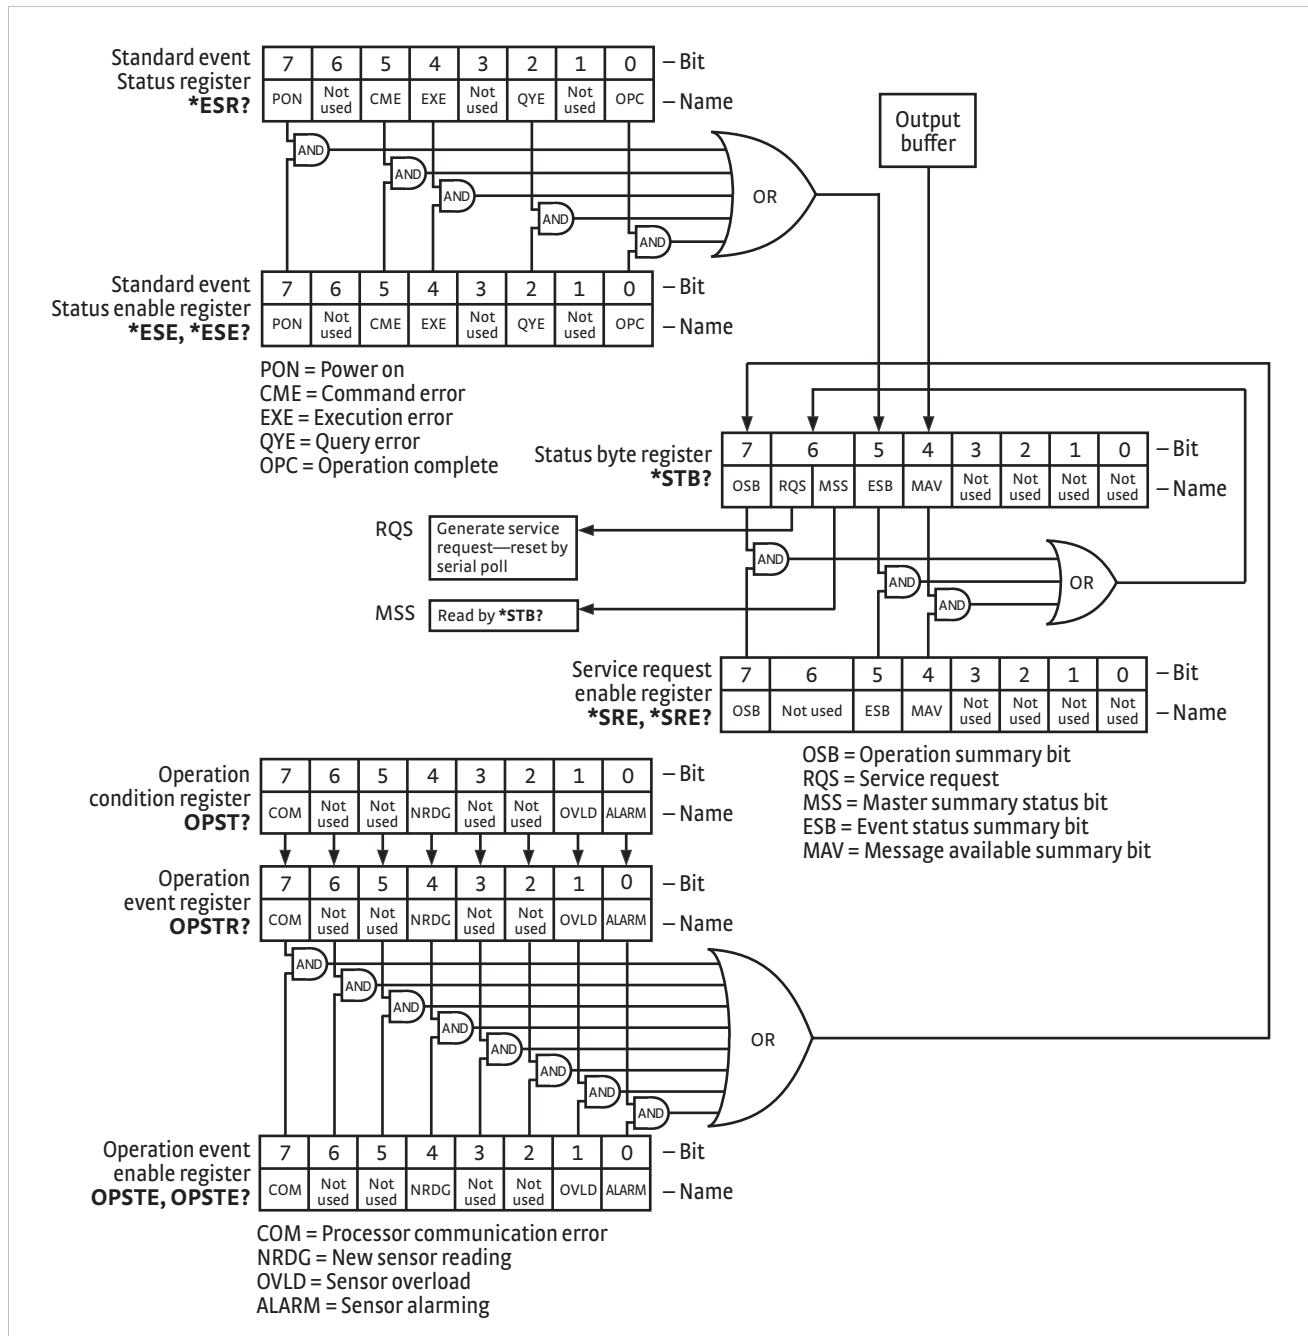 Standard event
Status register
*ESR?
7 6 5 4 3 2 1 0 – Bit
PON Not used CME EXE Not used QYE Not used OPC – Name
Output
buffer
AND
AND
AND
AND
AND
OR
Standard event
Status enable register
*ESE, *ESE?
7 6 5 4 3 2 1 0 – Bit
PON Not used CME EXE Not used QYE Not used OPC – Name
PON = Power on
CME = Command error
EXE = Execution error
QYE = Query error
OPC = Operation complete
Status byte register
*STB?
7 6 5 4 3 2 1 0 – Bit
OSB RQS MSS ESB MAV Not used Not used Not used Not used – Name
RQS
Generate service
request—reset by
serial poll
MSS
Read by *STB?
AND
AND
AND
OR
Service request
enable register
*SRE, *SRE?
7 6 5 4 3 2 1 0 – Bit
OSB Not used ESB MAV Not used Not used Not used Not used – Name
OSB = Operation summary bit
RQS = Service request
MSS = Master summary status bit
ESB = Event status summary bit
MAV = Message available summary bit
Operation
condition register
OPST?
7 6 5 4 3 2 1 0 – Bit
COM Not used Not used NRDG Not used Not used OVLD ALARM – Name
Operation
event register
OPSTR?
7 6 5 4 3 2 1 0 – Bit
COM Not used Not used NRDG Not used Not used OVLD ALARM – Name
AND
AND
AND
AND
AND
AND
AND
AND
OR
Operation event
enable register
OPSTE, OPSTE?
7 6 5 4 3 2 1 0 – Bit
COM Not used Not used NRDG Not used Not used OVLD ALARM – Name
COM = Processor communication error
NRDG = New sensor reading
OVLD = Sensor overload
ALARM = Sensor alarming